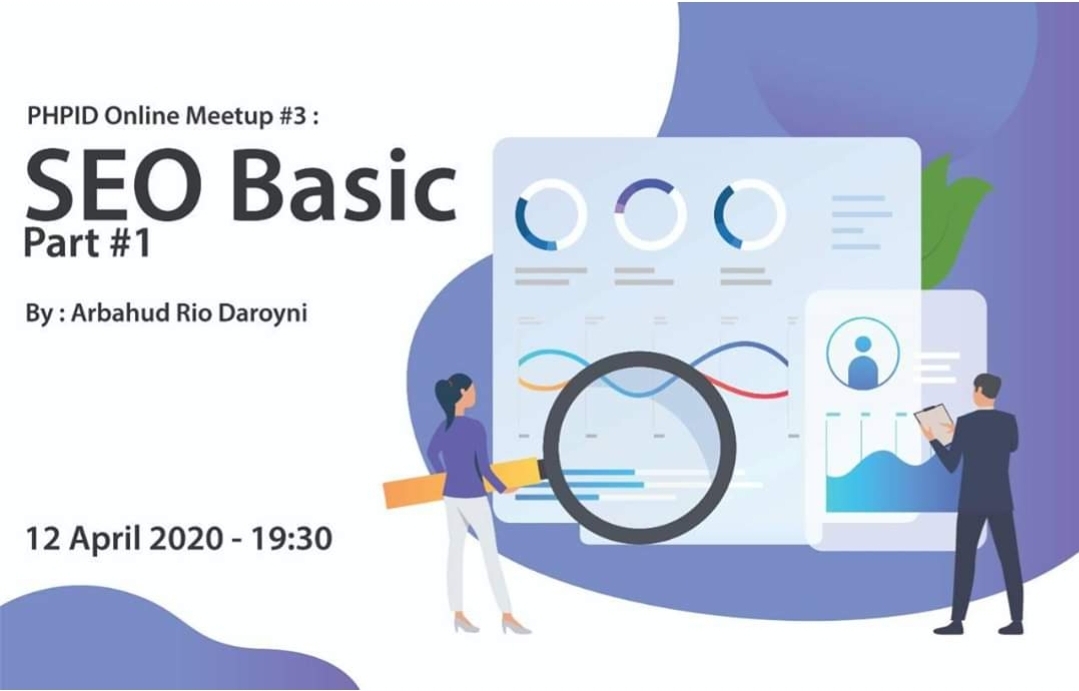 PHPID Online Meetup #3 :
SEO Basic
Part #1
By : Arbahud Rio Daroyni
12 April 2020 - 19:30